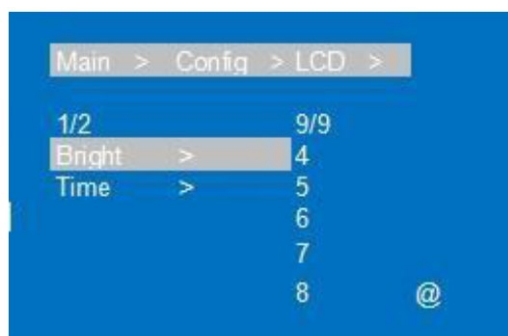 Main > Config > LCD >
1/2 9/9
Bright > 4
Time > 5
6
7
8 @